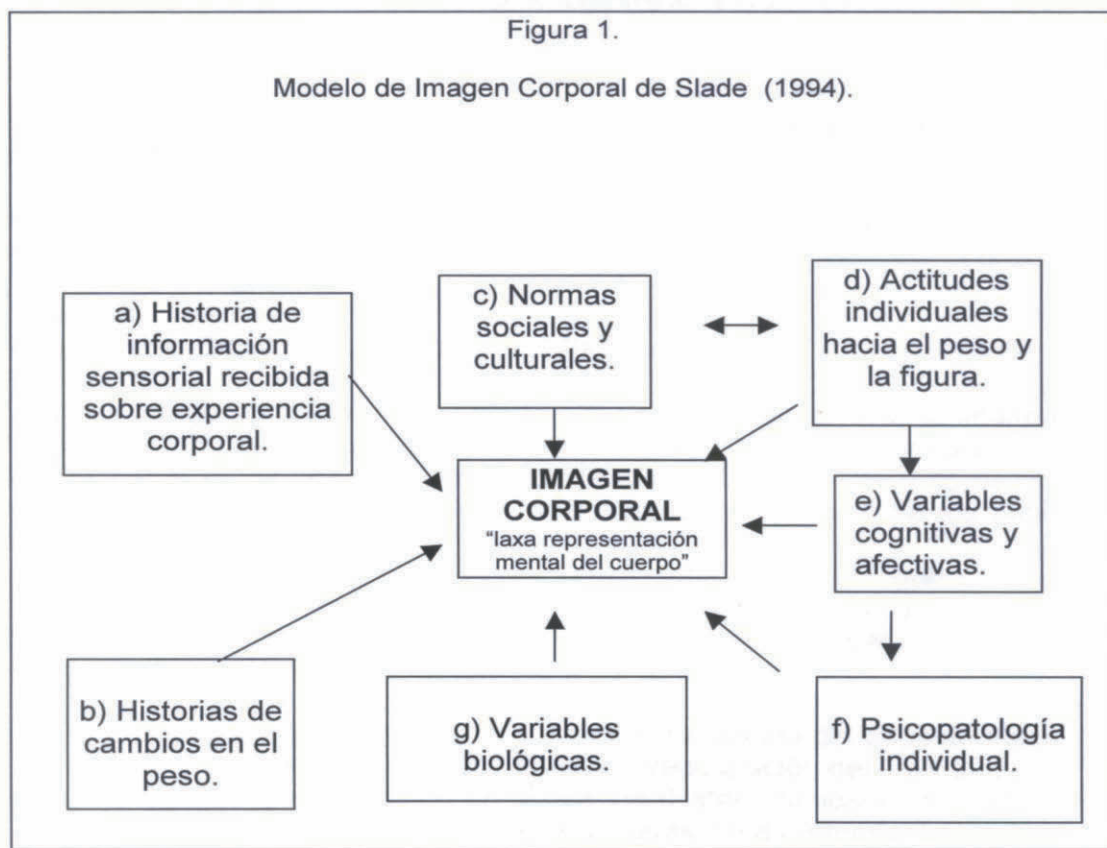 Figura 1.
Modelo de Imagen Corporal de Slade (1994).
a) Historia de
información
sensorial recibida
sobre experiencia
corporal.
c) Normas
sociales y
culturales.
d) Actitudes
individuales
hacia el peso y
la figura.
IMAGEN
CORPORAL
“laxa representación
mental del cuerpo”
e) Variables
cognitivas y
afectivas.
b) Historias de
cambios en el
peso.
g) Variables
biológicas.
f) Psicopatología
individual.